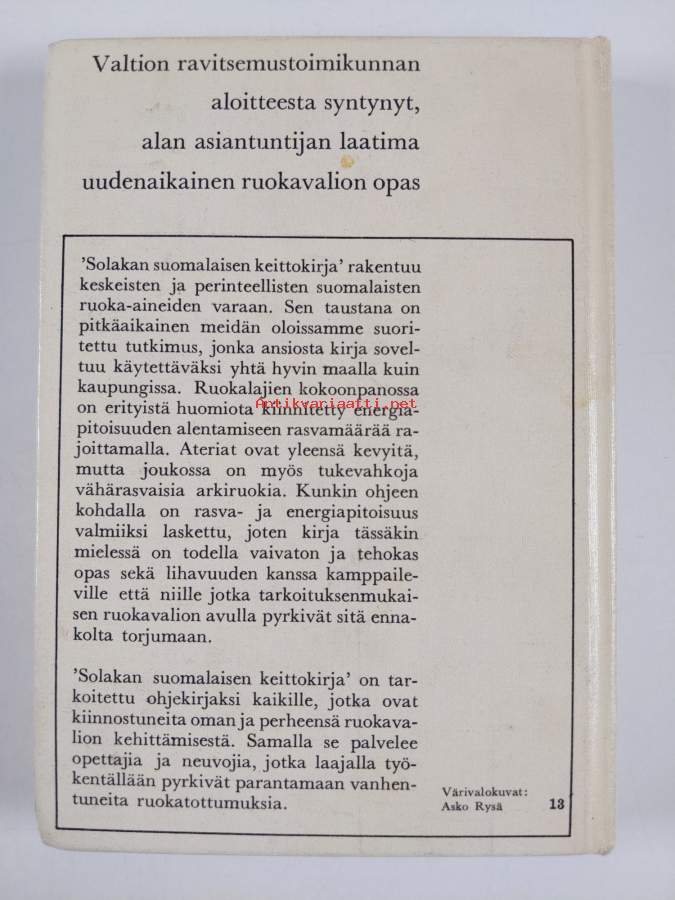 Valtion ravitsemustoimikunnan
aloitteesta syntynyt,
alan asiantuntijan laatima
uudenaikainen ruokavalion opas
'Solakan suomalaisen keittokirja' rakentuu
keskeisten ja perinteellisten suomalaisten
ruoka-aineiden varaan. Sen taustana on
pitkäaikainen meidän oloissamme suori-
tettu tutkimus, jonka ansiosta kirja sovel-
tuu käytettäväksi yhtä hyvin maalla kuin
kaupungissa. Ruokalajien kokoonpanossa
Antikvariaatti.net
on erityistä huomiota kiinnitetty energia-
pitoisuuden alentamiseen rasvamäärää ra-
joittamalla. Ateriat ovat yleensä kevyitä,
mutta joukossa on myös tukevahkoja
vähärasvaisia arkiruokia. Kunkin ohjeen
kohdalla on rasva- ja energiapitoisuus
valmiiksi laskettu, joten kirja tässäkin
mielessä on todella vaivaton ja tehokas
opas sekä lihavuuden kanssa kamppaile-
ville että niille jotka tarkoituksenmukai-
sen ruokavalion avulla pyrkivät sitä enna-
kolta torjumaan.
'Solakan suomalaisen keittokirja' on tar-
koitettu ohjekirjaksi kaikille, jotka ovat
kiinnostuneita oman ja perheensä ruokava-
lion kehittämisestä. Samalla se palvelee
opettajia ja neuvojia, jotka laajalla työ-
kentällään pyrkivät parantamaan vanhen-
tuneita ruokatottumuksia.
Värivalokuvat:
Asko Rysä 13